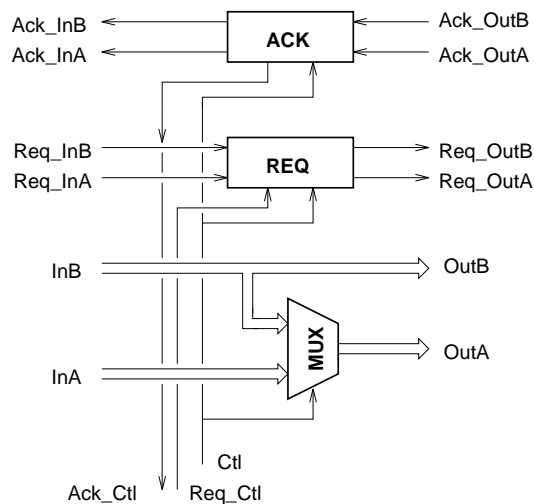 Ack_InB ACK Ack_OutB
Ack_InA Ack_OutA
Req_InB REQ Req_OutB
Req_InA Req_OutA
InB OutB
MUX OutA
InA
Ctl
Ack_Ctl Req_Ctl